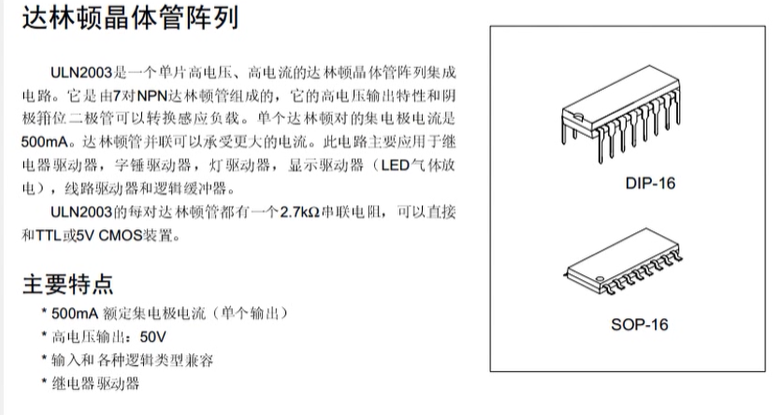 达林顿晶体管阵列
ULN2003是一个单片高电压、高电流的达林顿晶体管阵列集成
电路。它是由7对NPN达林顿管组成的，它的高电压输出特性和阴
极箝位二极管可以转换感应负载。单个达林顿对的集电极电流是
500mA。达林顿管并联可以承受更大的电流。此电路主要应用于继
电器驱动器，字锤驱动器，灯驱动器，显示驱动器（LED气体放
电），线路驱动器和逻辑缓冲器。
ULN2003的每对达林顿管都有一个2.7kΩ串联电阻，可以直接
和TTL或5V CMOS装置。
主要特点
* 500mA 额定集电极电流（单个输出）
* 高电压输出：50V
* 输入和各种逻辑类型兼容
* 继电器驱动器
DIP-16
SOP-16